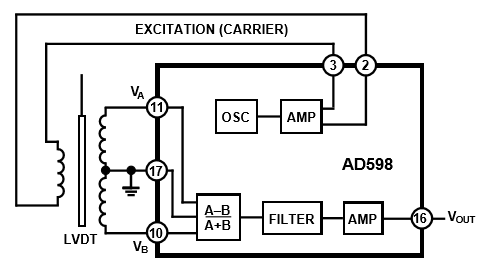 EXCITATION (CARRIER)
3
2
VA
11
OSC
AMP
AD598
17
A–B
A+B
FILTER
AMP
16
VOUT
LVDT
VB
10